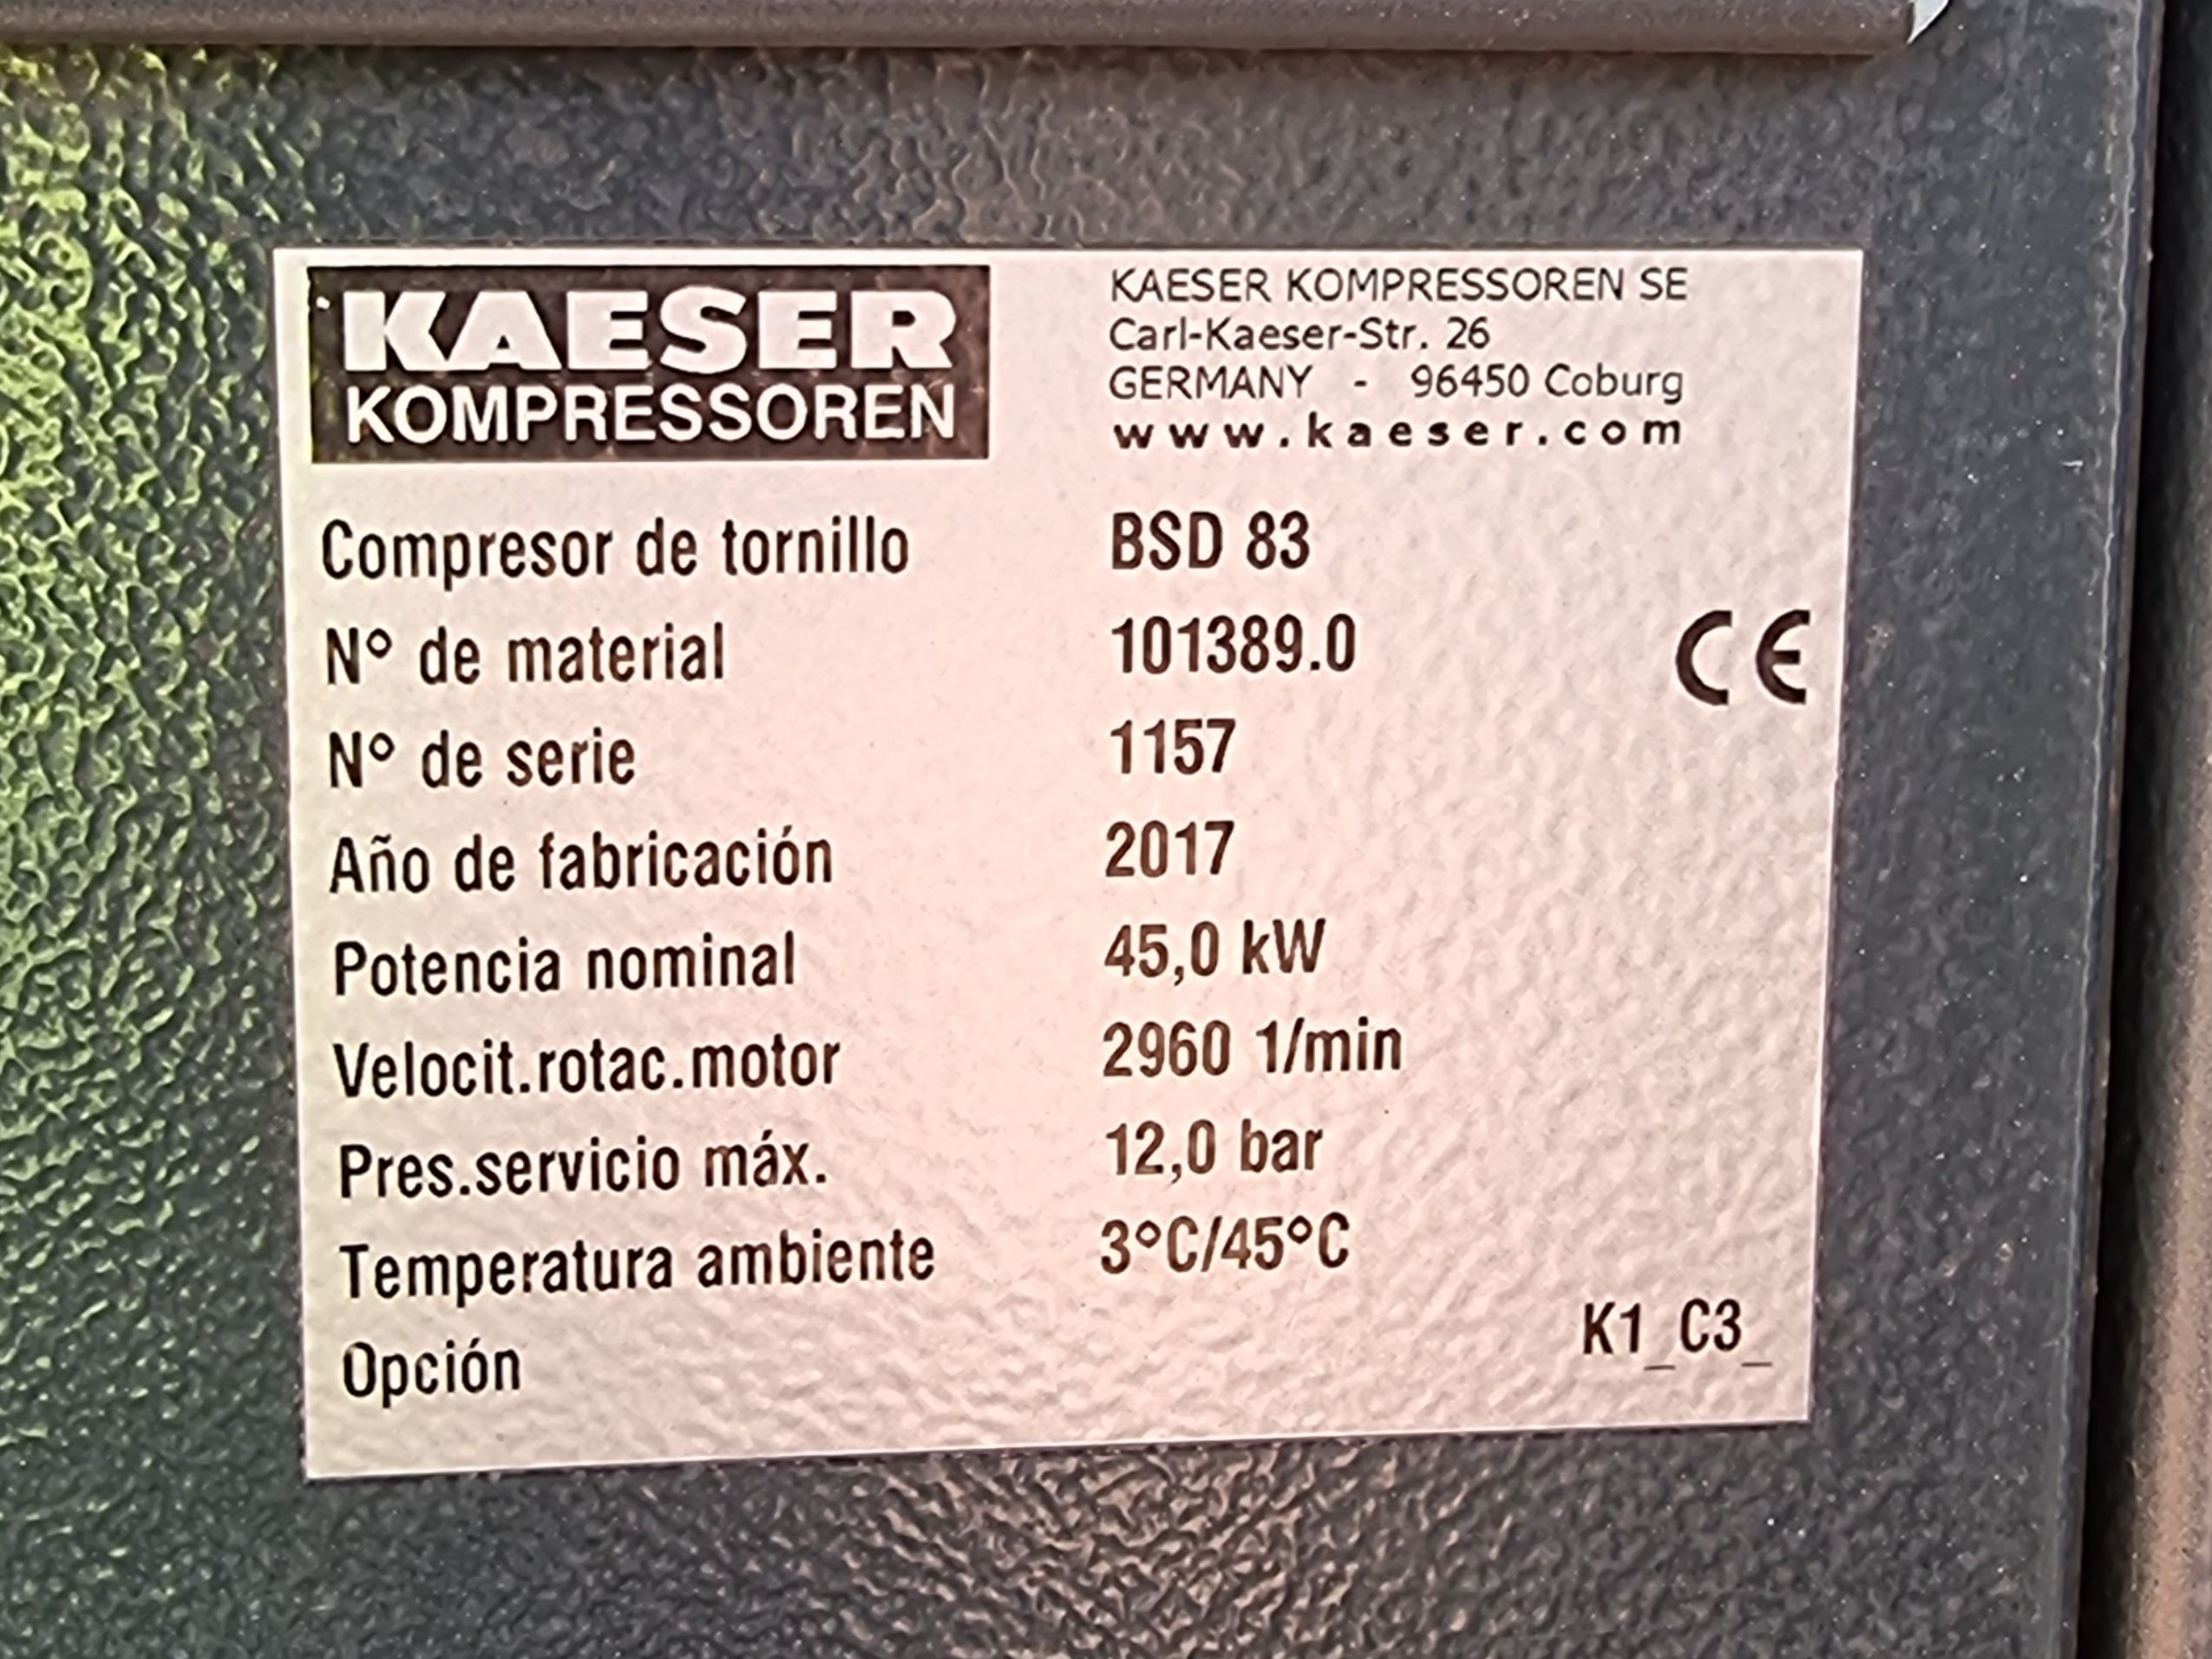 KAESER
KOMPRESSOREN
KAESER KOMPRESSOREN SE
Carl-Kaeser-Str. 26
GERMANY - 96450 Coburg
www.kaeser.com
Compresor de tornillo BSD 83
Nº de material 101389.0
CE
Nº de serie 1157
Año de fabricación 2017
Potencia nominal 45,0 kW
Velocit.rotac.motor 2960 1/min
Pres.servicio máx. 12,0 bar
Temperatura ambiente 3°C/45°C
Opción K1_C3_